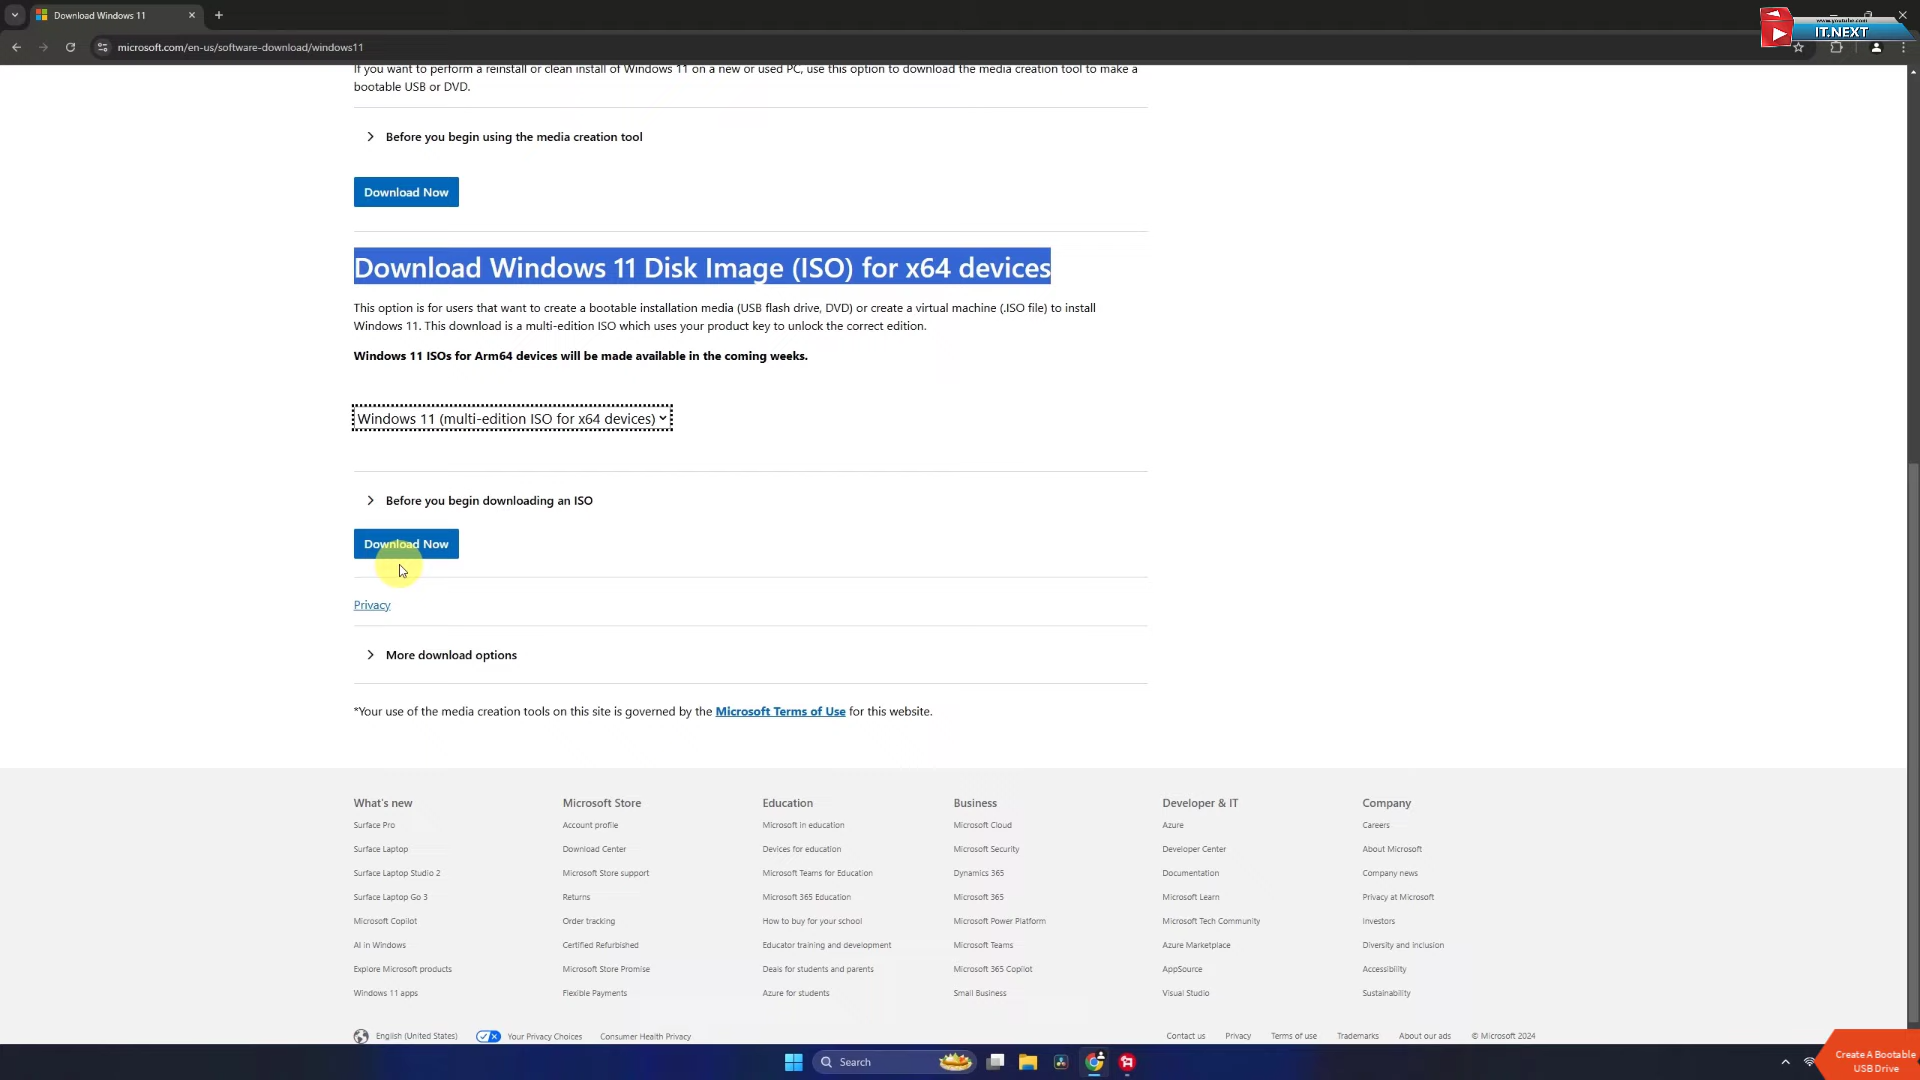 Download Windows 11
microsoft.com/en-us/software-download/windows11
www.youtuber.com
IT.NEXT
If you want to perform a reinstall or clean install of Windows 11 on a new or used PC, use this option to download the media creation tool to make a
bootable USB or DVD.
Before you begin using the media creation tool
Download Now
Download Windows 11 Disk Image (ISO) for x64 devices
This option is for users that want to create a bootable installation media (USB flash drive, DVD) or create a virtual machine (.ISO file) to install
Windows 11. This download is a multi-edition ISO which uses your product key to unlock the correct edition.
Windows 11 ISOs for Arm64 devices will be made available in the coming weeks.
Windows 11 (multi-edition ISO for x64 devices)
Before you begin downloading an ISO
Download Now
Privacy
More download options
*Your use of the media creation tools on this site is governed by the Microsoft Terms of Use for this website.
What's new
Surface Pro
Surface Laptop
Surface Laptop Studio 2
Surface Laptop Go 3
Microsoft Copilot
AI in Windows
Explore Microsoft products
Windows 11 apps
Microsoft Store
Account profile
Download Center
Microsoft Store support
Returns
Order tracking
Certified Refurbished
Microsoft Store Promise
Flexible Payments
Education
Microsoft in education
Devices for education
Microsoft Teams for Education
Microsoft 365 Education
How to buy for your school
Educator training and development
Deals for students and parents
Azure for students
Business
Microsoft Cloud
Microsoft Security
Dynamics 365
Microsoft 365
Microsoft Power Platform
Microsoft Teams
Microsoft 365 Copilot
Small Business
Developer & IT
Azure
Developer Center
Documentation
Microsoft Learn
Microsoft Tech Community
Azure Marketplace
AppSource
Visual Studio
Company
Careers
About Microsoft
Company news
Privacy at Microsoft
Investors
Diversity and inclusion
Accessibility
Sustainability
English (United States) Your Privacy Choices Consumer Health Privacy Contact us Privacy Terms of use Trademarks About our ads © Microsoft 2024
Search
Create A Bootable
USB Drive